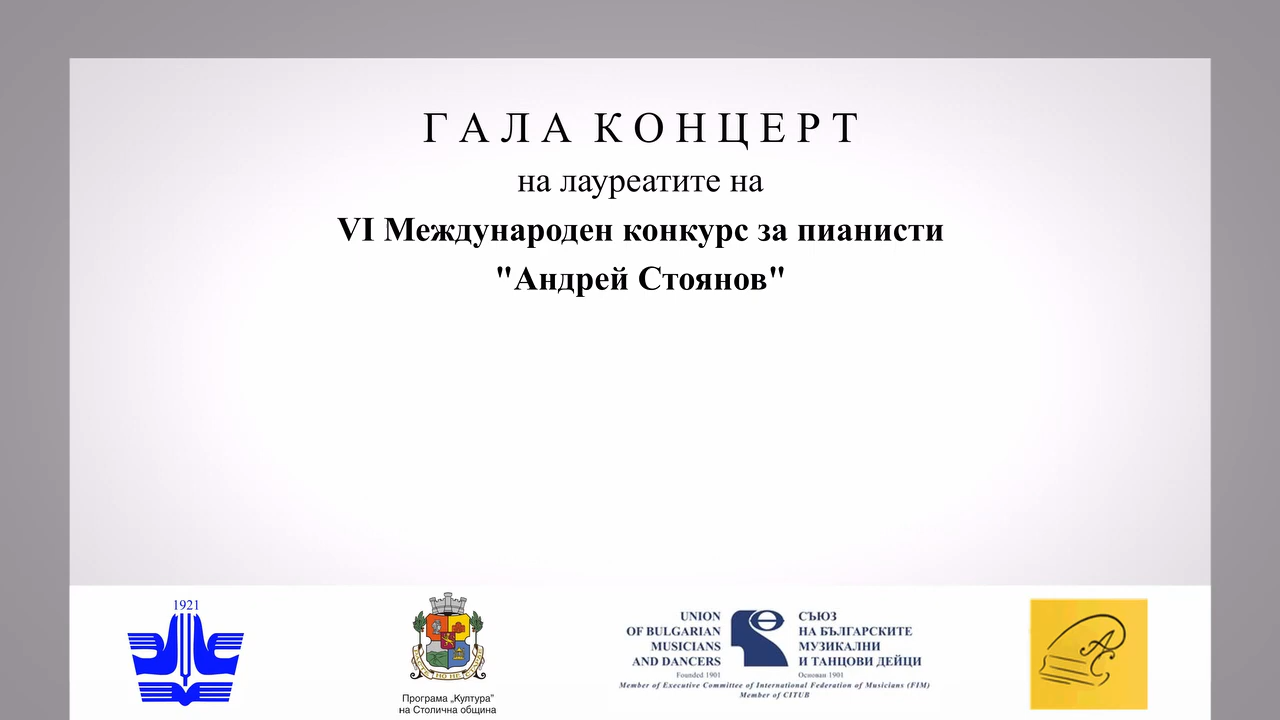 ГАЛА КОНЦЕРТ
на лауреатите на
VI Международен конкурс за пианисти
"Андрей Стоянов"
1921
Програма „Култура"
на Столична община
UNION
OF BULGARIAN
MUSICIANS
AND DANCERS
Founded 1901
СЪЮЗ
НА БЪЛГАРСКИТЕ
МУЗИКАЛНИ
И ТАНЦОВИ ДЕЙЦИ
Основан 1901
Member of Executive Committee of International Federation of Musicians (FIM)
Member of CITUB